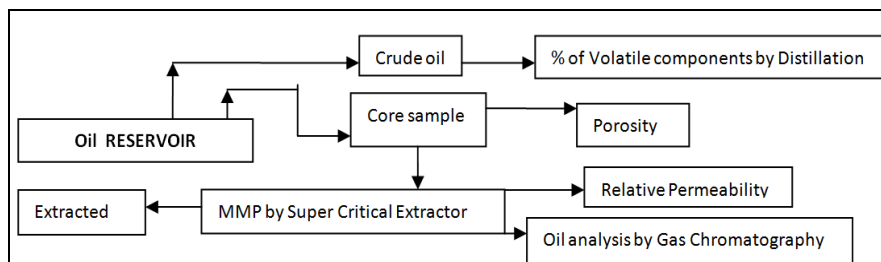 Crude oil
% of Volatile components by Distillation
Core sample
Porosity
Oil RESERVOIR
Relative Permeability
Extracted
MMP by Super Critical Extractor
Oil analysis by Gas Chromatography